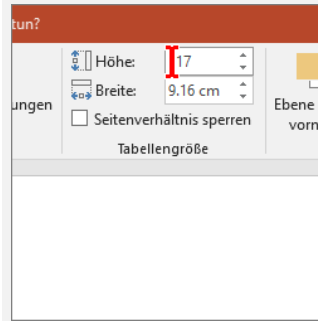 tun?
Höhe: 17
Breite: 9.16 cm
ungen
Seitenverhältnis sperren
Ebene
vorn
Tabellengröße